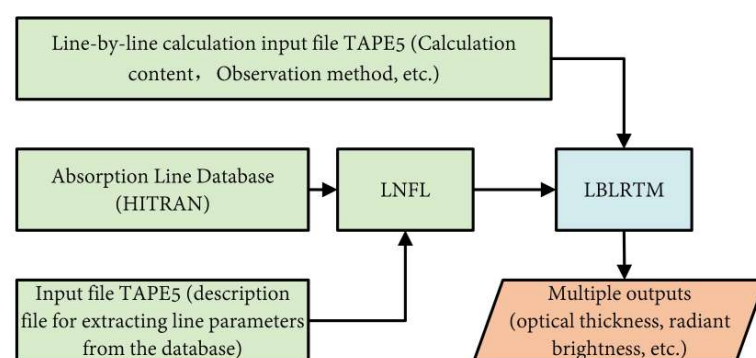 Line-by-line calculation input file TAPE5 (Calculation
content， Observation method, etc.)
Absorption Line Database
(HITRAN)
LNFL
LBLRTM
Input file TAPE5 (description
file for extracting line parameters
from the database)
Multiple outputs
(optical thickness, radiant
brightness, etc.)